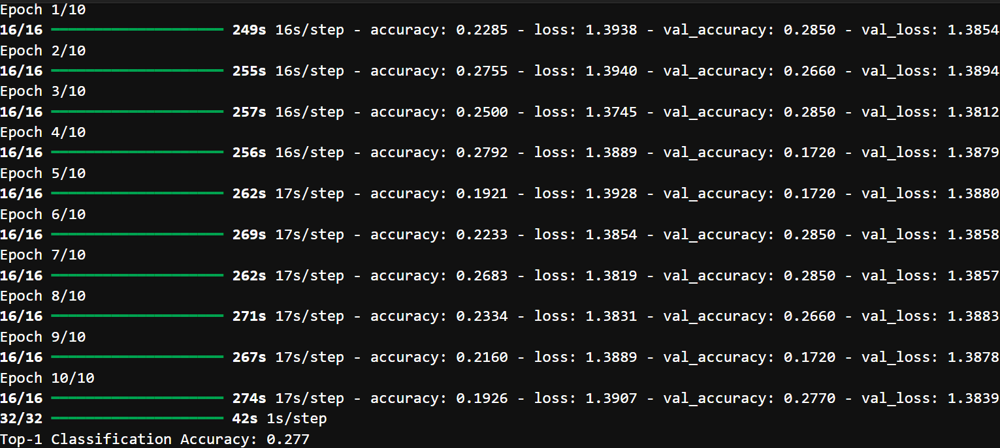 Epoch 1/10
16/16 ━━━━━━━━━━━━━━━━━━━━ 249s 16s/step - accuracy: 0.2285 - loss: 1.3938 - val_accuracy: 0.2850 - val_loss: 1.3854
Epoch 2/10
16/16 ━━━━━━━━━━━━━━━━━━━━ 255s 16s/step - accuracy: 0.2755 - loss: 1.3940 - val_accuracy: 0.2660 - val_loss: 1.3894
Epoch 3/10
16/16 ━━━━━━━━━━━━━━━━━━━━ 257s 16s/step - accuracy: 0.2500 - loss: 1.3745 - val_accuracy: 0.2850 - val_loss: 1.3812
Epoch 4/10
16/16 ━━━━━━━━━━━━━━━━━━━━ 256s 16s/step - accuracy: 0.2792 - loss: 1.3889 - val_accuracy: 0.1720 - val_loss: 1.3879
Epoch 5/10
16/16 ━━━━━━━━━━━━━━━━━━━━ 262s 17s/step - accuracy: 0.1921 - loss: 1.3928 - val_accuracy: 0.1720 - val_loss: 1.3880
Epoch 6/10
16/16 ━━━━━━━━━━━━━━━━━━━━ 269s 17s/step - accuracy: 0.2233 - loss: 1.3854 - val_accuracy: 0.2850 - val_loss: 1.3858
Epoch 7/10
16/16 ━━━━━━━━━━━━━━━━━━━━ 262s 17s/step - accuracy: 0.2683 - loss: 1.3819 - val_accuracy: 0.2850 - val_loss: 1.3857
Epoch 8/10
16/16 ━━━━━━━━━━━━━━━━━━━━ 271s 17s/step - accuracy: 0.2334 - loss: 1.3831 - val_accuracy: 0.2660 - val_loss: 1.3883
Epoch 9/10
16/16 ━━━━━━━━━━━━━━━━━━━━ 267s 17s/step - accuracy: 0.2160 - loss: 1.3889 - val_accuracy: 0.1720 - val_loss: 1.3878
Epoch 10/10
16/16 ━━━━━━━━━━━━━━━━━━━━ 274s 17s/step - accuracy: 0.1926 - loss: 1.3907 - val_accuracy: 0.2770 - val_loss: 1.3839
32/32 ━━━━━━━━━━━━━━━━━━━━ 42s 1s/step
Top-1 Classification Accuracy: 0.277